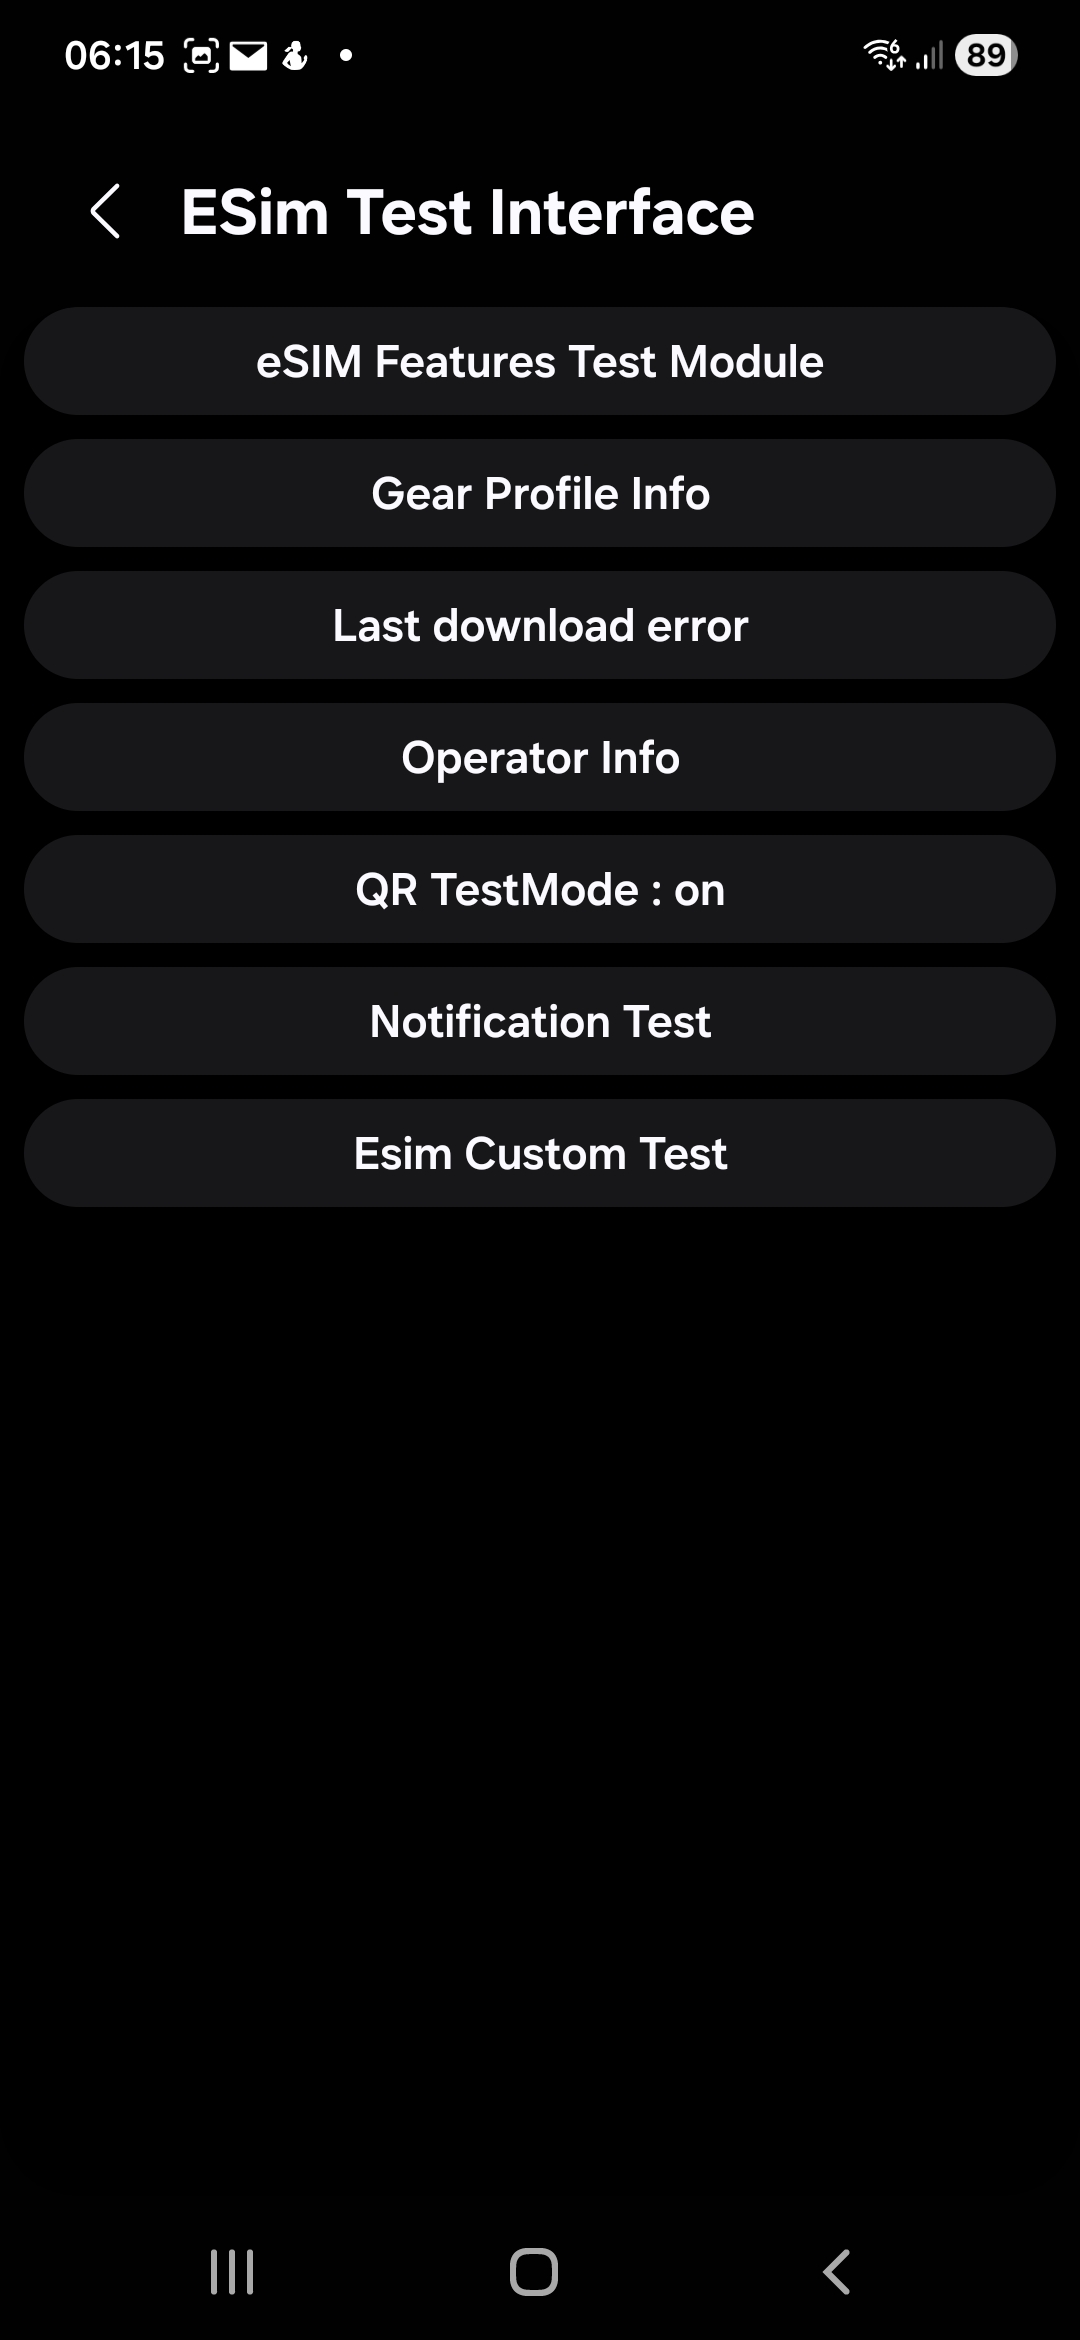 06:15
6
89
ESim Test Interface
eSIM Features Test Module
Gear Profile Info
Last download error
Operator Info
QR TestMode : on
Notification Test
Esim Custom Test